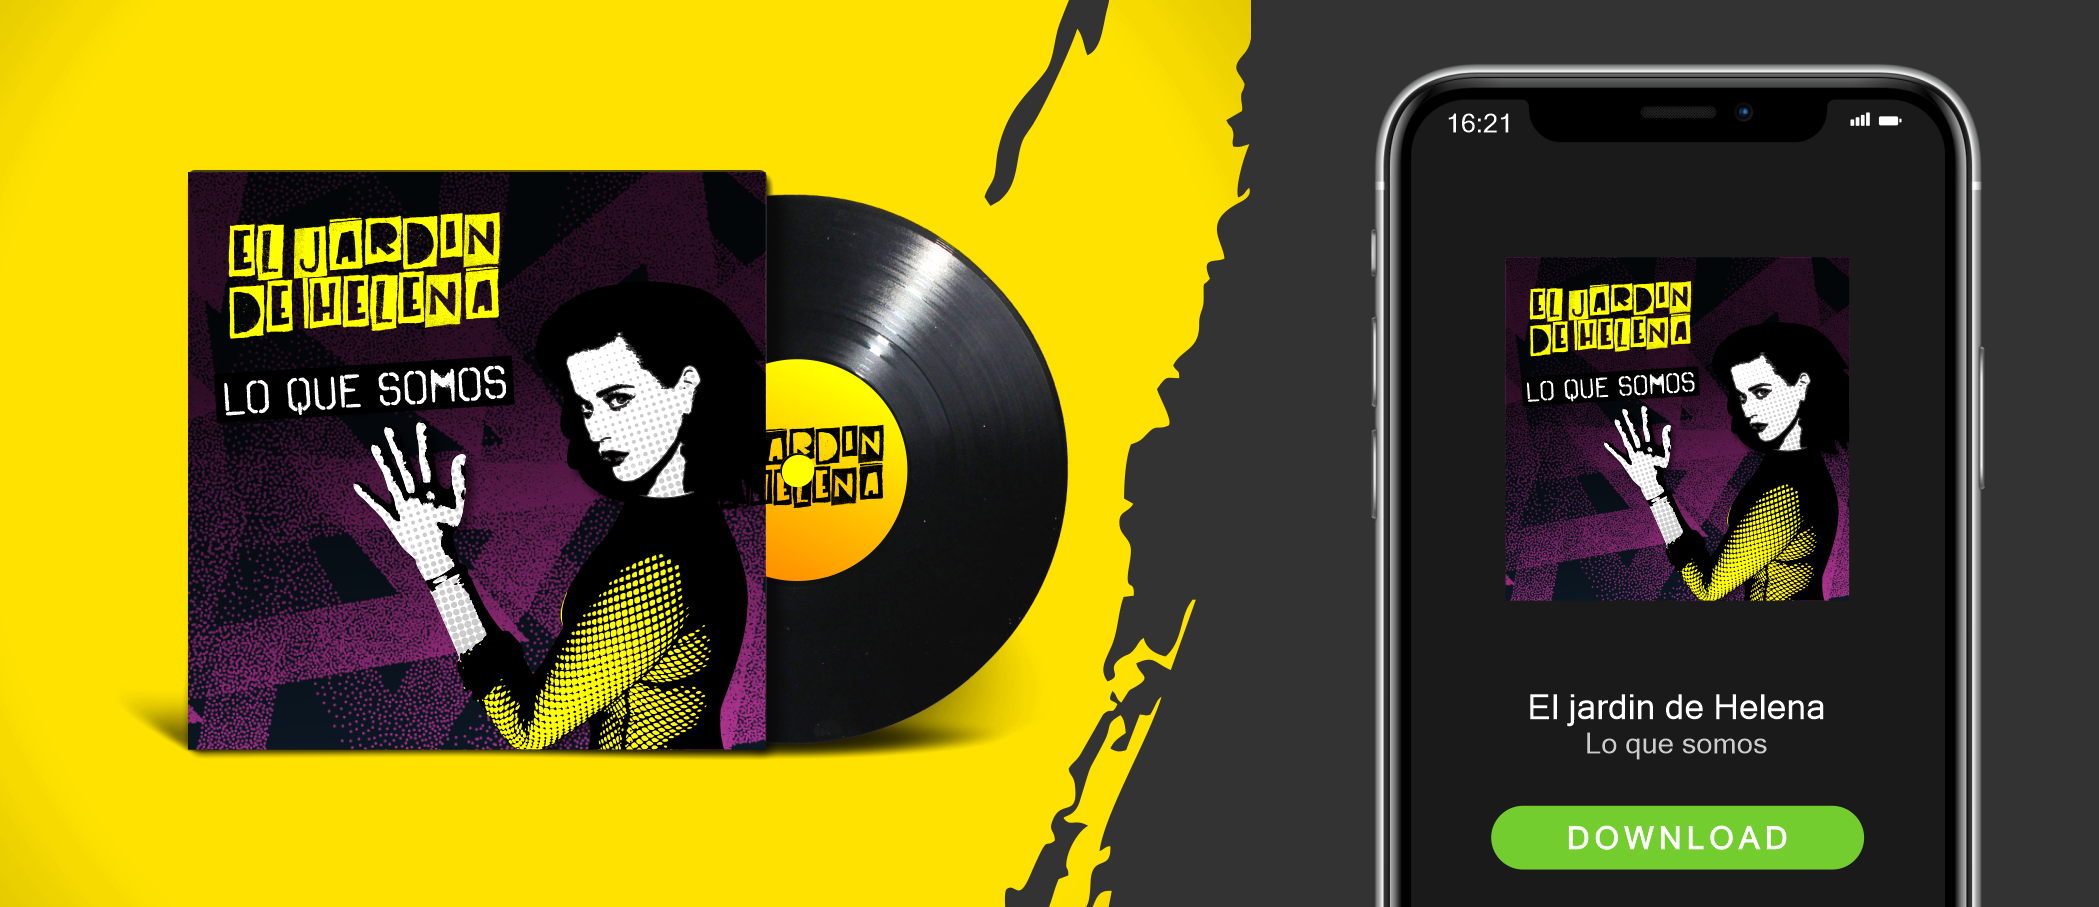 EL JARDIN
DE HELENA
LO QUE SOMOS
ARDIN
HELENA
16:21
EL JARDIN
DE HELENA
LO QUE SOMOS
El jardin de Helena
Lo que somos
DOWNLOAD